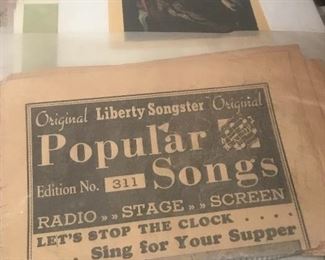 Original Liberty Songster Original
Popular
Edition No. 311 Songs
RADIO »» STAGE »» SCREEN
LET'S STOP THE CLOCK . . . .
. . Sing for Your Supper